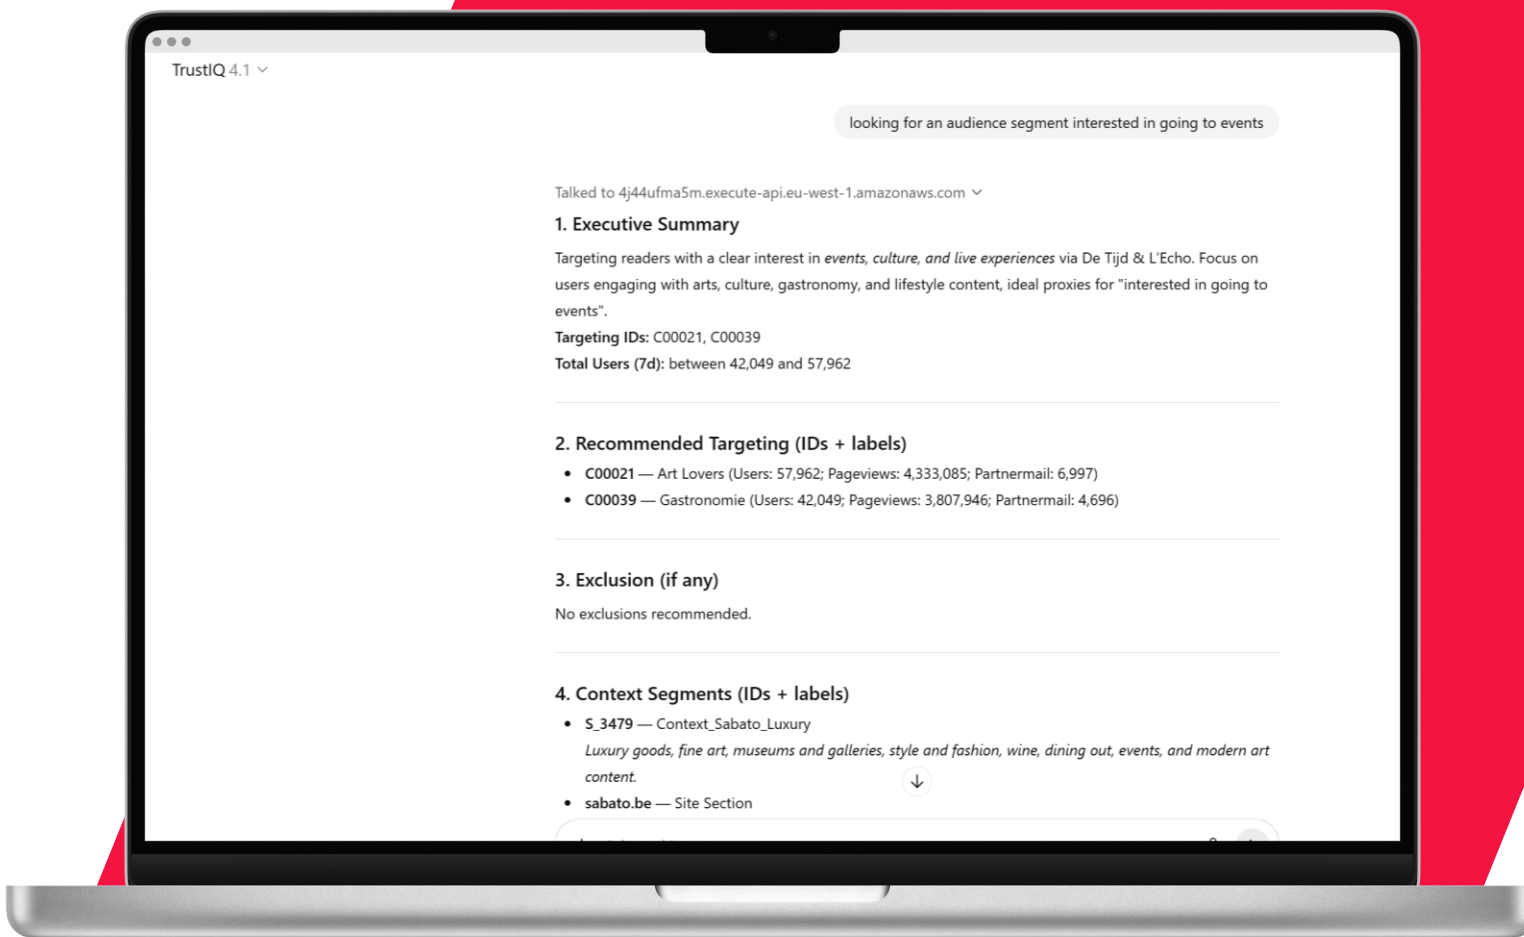 TrustIQ 4.1
looking for an audience segment interested in going to events
Talked to 4j44ufma5m.execute-api.eu-west-1.amazonaws.com
1. Executive Summary
Targeting readers with a clear interest in events, culture, and live experiences via De Tijd & L'Echo. Focus on
users engaging with arts, culture, gastronomy, and lifestyle content, ideal proxies for "interested in going to
events".
Targeting IDs: C00021, C00039
Total Users (7d): between 42,049 and 57,962
2. Recommended Targeting (IDs + labels)
• C00021 — Art Lovers (Users: 57,962; Pageviews: 4,333,085; Partnermail: 6,997)
• C00039 — Gastronomie (Users: 42,049; Pageviews: 3,807,946; Partnermail: 4,696)
3. Exclusion (if any)
No exclusions recommended.
4. Context Segments (IDs + labels)
• S_3479 — Context_Sabato_Luxury
Luxury goods, fine art, museums and galleries, style and fashion, wine, dining out, events, and modern art
content.
• sabato.be — Site Section